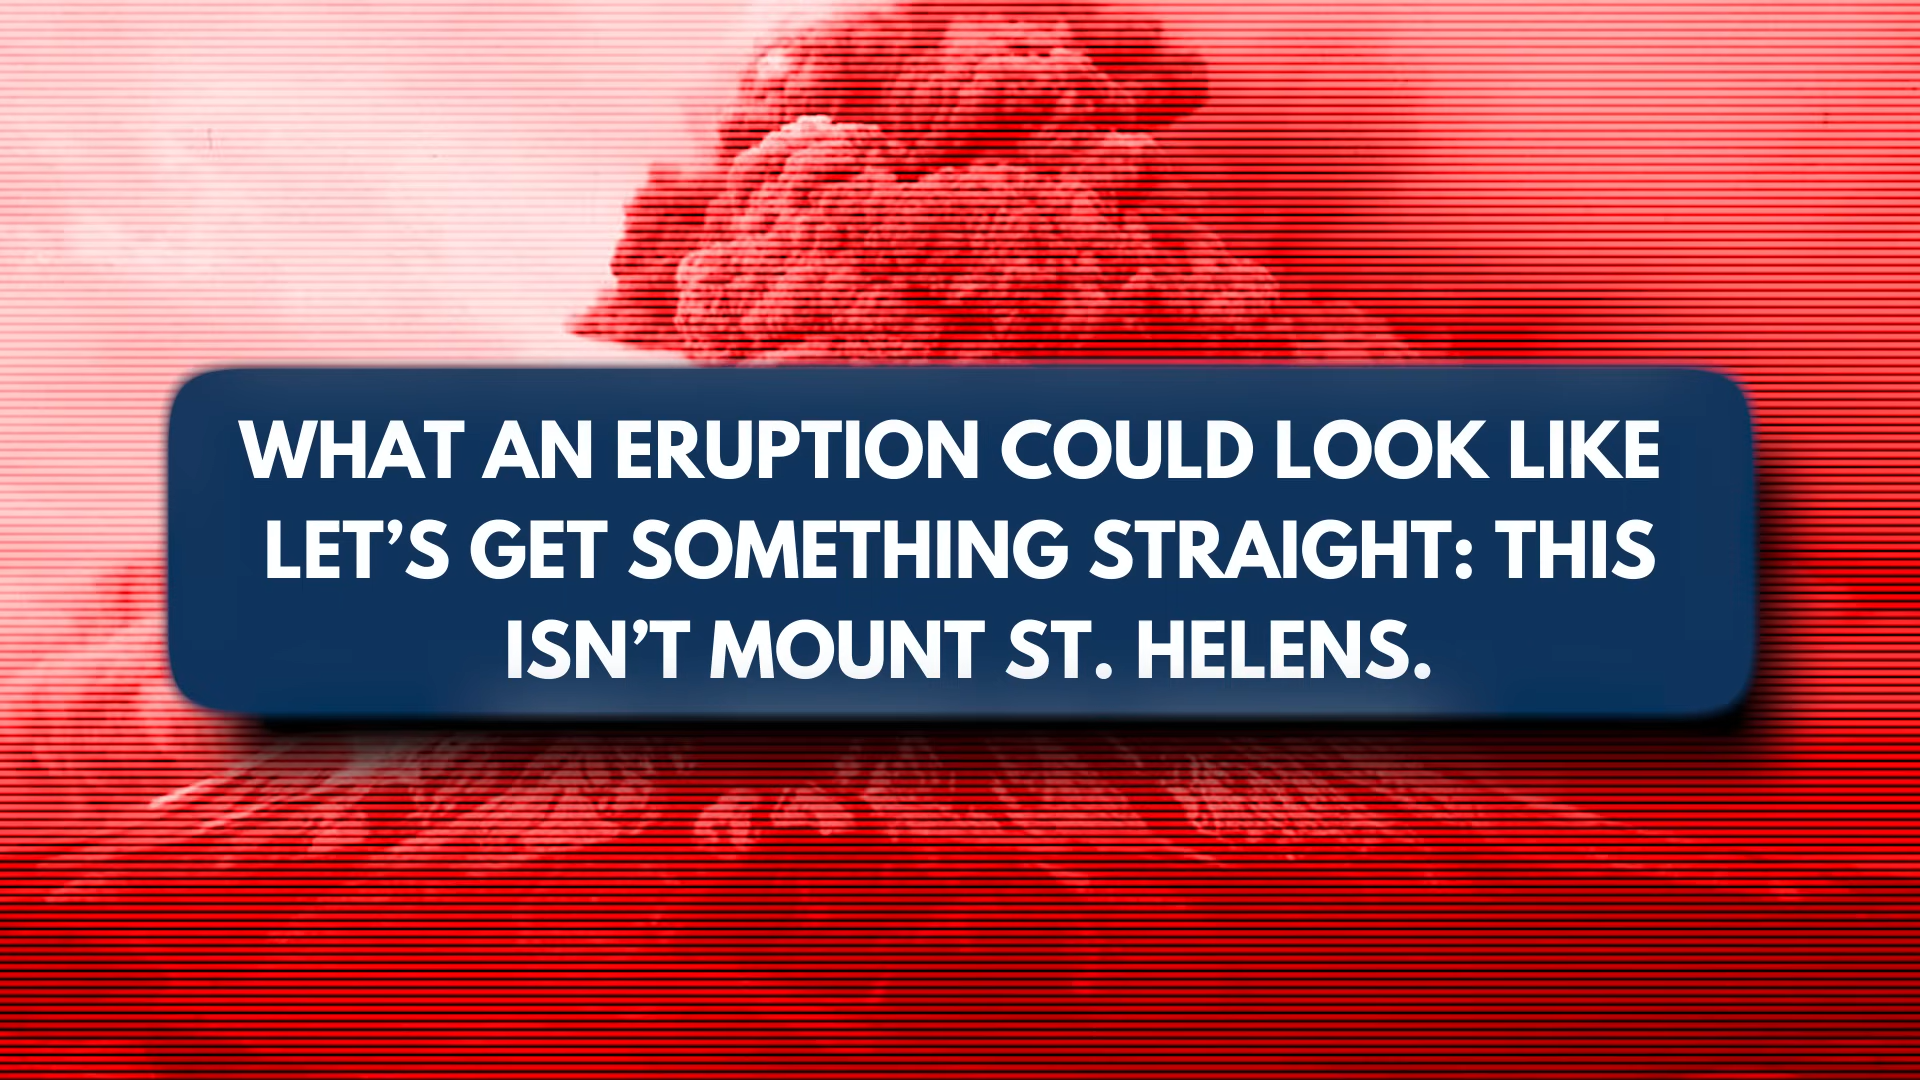 WHAT AN ERUPTION COULD LOOK LIKE
LET’S GET SOMETHING STRAIGHT: THIS
ISN’T MOUNT ST. HELENS.